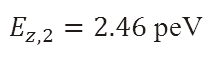 E_{z,2} = 2.46 peV